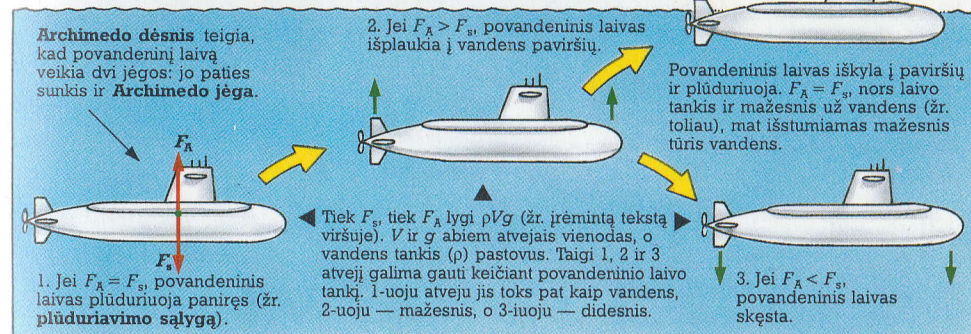 Archimedo dėsnis teigia,
kad povandeninį laivą
veikia dvi jėgos: jo paties
sunkis ir Archimedo jėga.
F_A
F_s
1. Jei F_A = F_s, povandeninis
laivas plūduriuoja paniręs (žr.
plūduriavimo sąlygą).
2. Jei F_A > F_s, povandeninis laivas
išplaukia į vandens paviršių.
Povandeninis laivas iškyla į paviršių
ir plūduriuoja. F_A = F_s, nors laivo
tankis ir mažesnis už vandens (žr.
toliau), mat išstumiamas mažesnis
tūris vandens.
Tiek F_s, tiek F_A lygi ρVg (žr. įrėmintą tekstą
viršuje). V ir g abiem atvejais vienodas, o
vandens tankis (ρ) pastovus. Taigi 1, 2 ir 3
atvejį galima gauti keičiant povandeninio laivo
tankį. 1-uoju atveju jis toks pat kaip vandens,
2-uoju — mažesnis, o 3-iuoju — didesnis.
3. Jei F_A < F_s,
povandeninis laivas
skęsta.